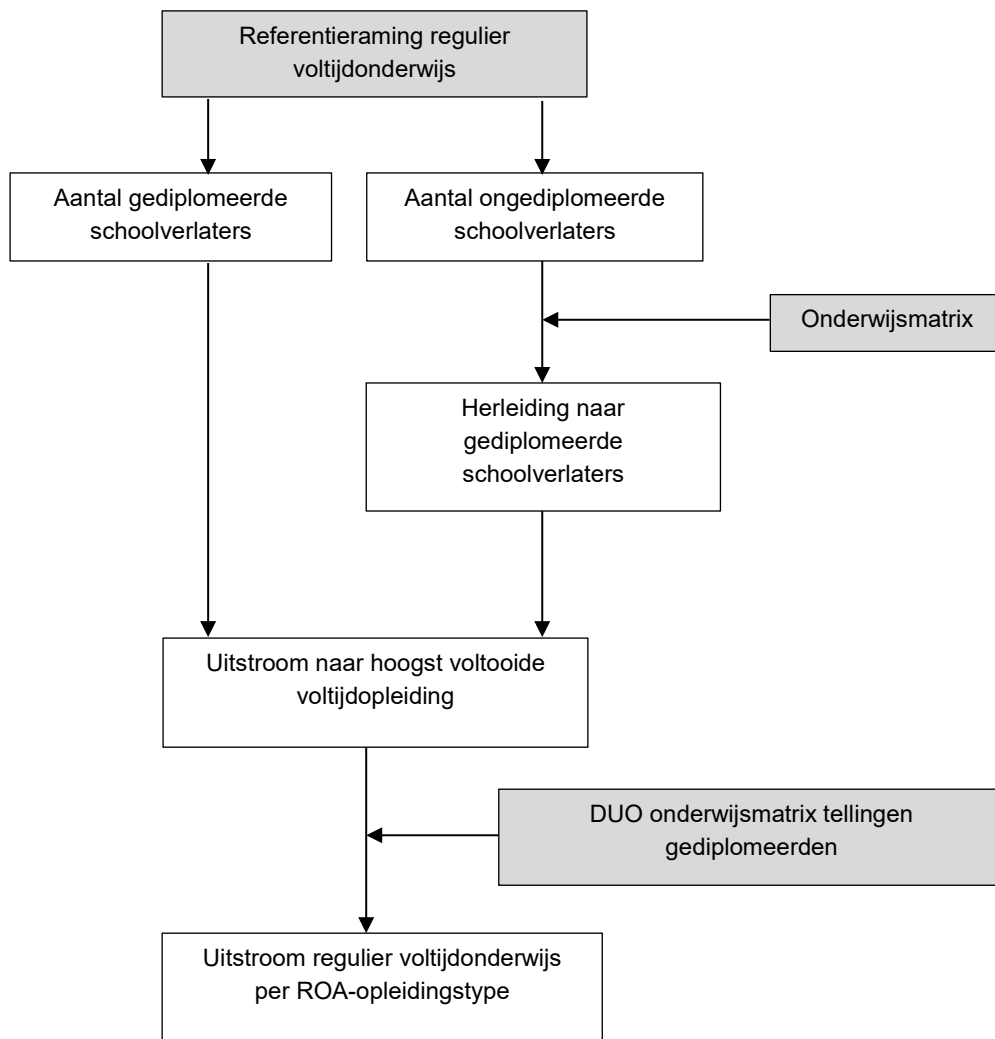 Referentieraming regulier
voltijdonderwijs
Aantal gediplomeerde
schoolverlaters
Aantal ongediplomeerde
schoolverlaters
Onderwijsmatrix
Herleiding naar
gediplomeerde
schoolverlaters
Uitstroom naar hoogst voltooide
voltijdopleiding
DUO onderwijsmatrix tellingen
gediplomeerden
Uitstroom regulier voltijdonderwijs
per ROA-opleidingstype